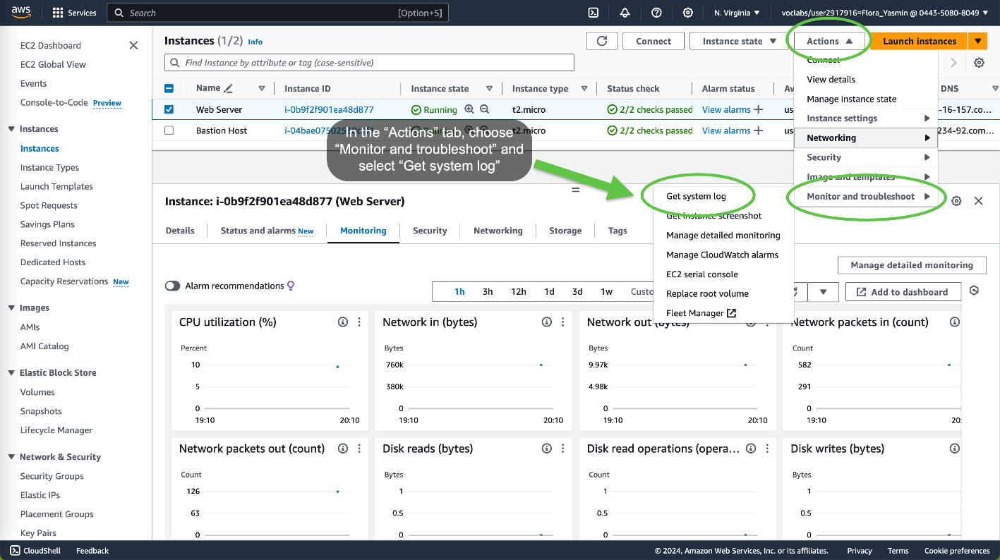 aws
Services
Search
[Option+S]
N. Virginia
voclabs/user2917916=Flora_Yasmin @ 0443-5080-8049
EC2 Dashboard
EC2 Global View
Events
Console-to-Code Preview
Instances
Instances
Instance Types
Launch Templates
Spot Requests
Savings Plans
Reserved Instances
Dedicated Hosts
Capacity Reservations New
Images
AMIs
AMI Catalog
Elastic Block Store
Volumes
Snapshots
Lifecycle Manager
Network & Security
Security Groups
Elastic IPs
Placement Groups
Key Pairs
Instances (1/2) Info
Connect
Instance state
Actions
Launch instances
Find Instance by attribute or tag (case-sensitive)
Name
Instance ID
Instance state
Instance type
Status check
Alarm status
DNS
Web Server
i-0b9f2f901ea48d877
Running
t2.micro
2/2 checks passed
View alarms
us
-16-157.co...
Bastion Host
t2.micro
2/2 checks passed
View alarms
us
234-92.com...
In the “Actions” tab, choose
“Monitor and troubleshoot” and
select “Get system log”
Connect
View details
Manage instance state
Instance settings
Networking
Security
Image and templates
Monitor and troubleshoot
Get system log
Get instance screenshot
Manage detailed monitoring
Manage CloudWatch alarms
EC2 serial console
Replace root volume
Fleet Manager
Instance: i-0b9f2f901ea48d877 (Web Server)
Details
Status and alarms New
Monitoring
Security
Networking
Storage
Tags
Manage detailed monitoring
Alarm recommendations
1h
3h
12h
1d
3d
1w
Custo
Add to dashboard
CPU utilization (%)
Percent
10
5
0
19:10
20:10
Network in (bytes)
Bytes
760k
380k
0
19:10
20:10
Network out (bytes)
Bytes
9.97k
4.98k
0
19:10
20:10
Network packets in (count)
Count
582
291
0
19:10
20:
Network packets out (count)
Count
126
63
0
Disk reads (bytes)
Bytes
1
0.5
0
Disk read operations (opera...
Count
1
0.5
0
Disk writes (bytes)
Bytes
1
0.5
0
CloudShell
Feedback
© 2024, Amazon Web Services, Inc. or its affiliates.
Privacy
Terms
Cookie preferences